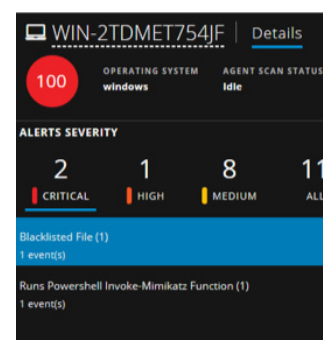 WIN-2TDMET754JF Details
100 OPERATING SYSTEM AGENT SCAN STATUS
windows Idle
ALERTS SEVERITY
2 1 8 11
CRITICAL HIGH MEDIUM ALL
Blacklisted File (1)
1 event(s)
Runs Powershell Invoke-Mimikatz Function (1)
1 event(s)